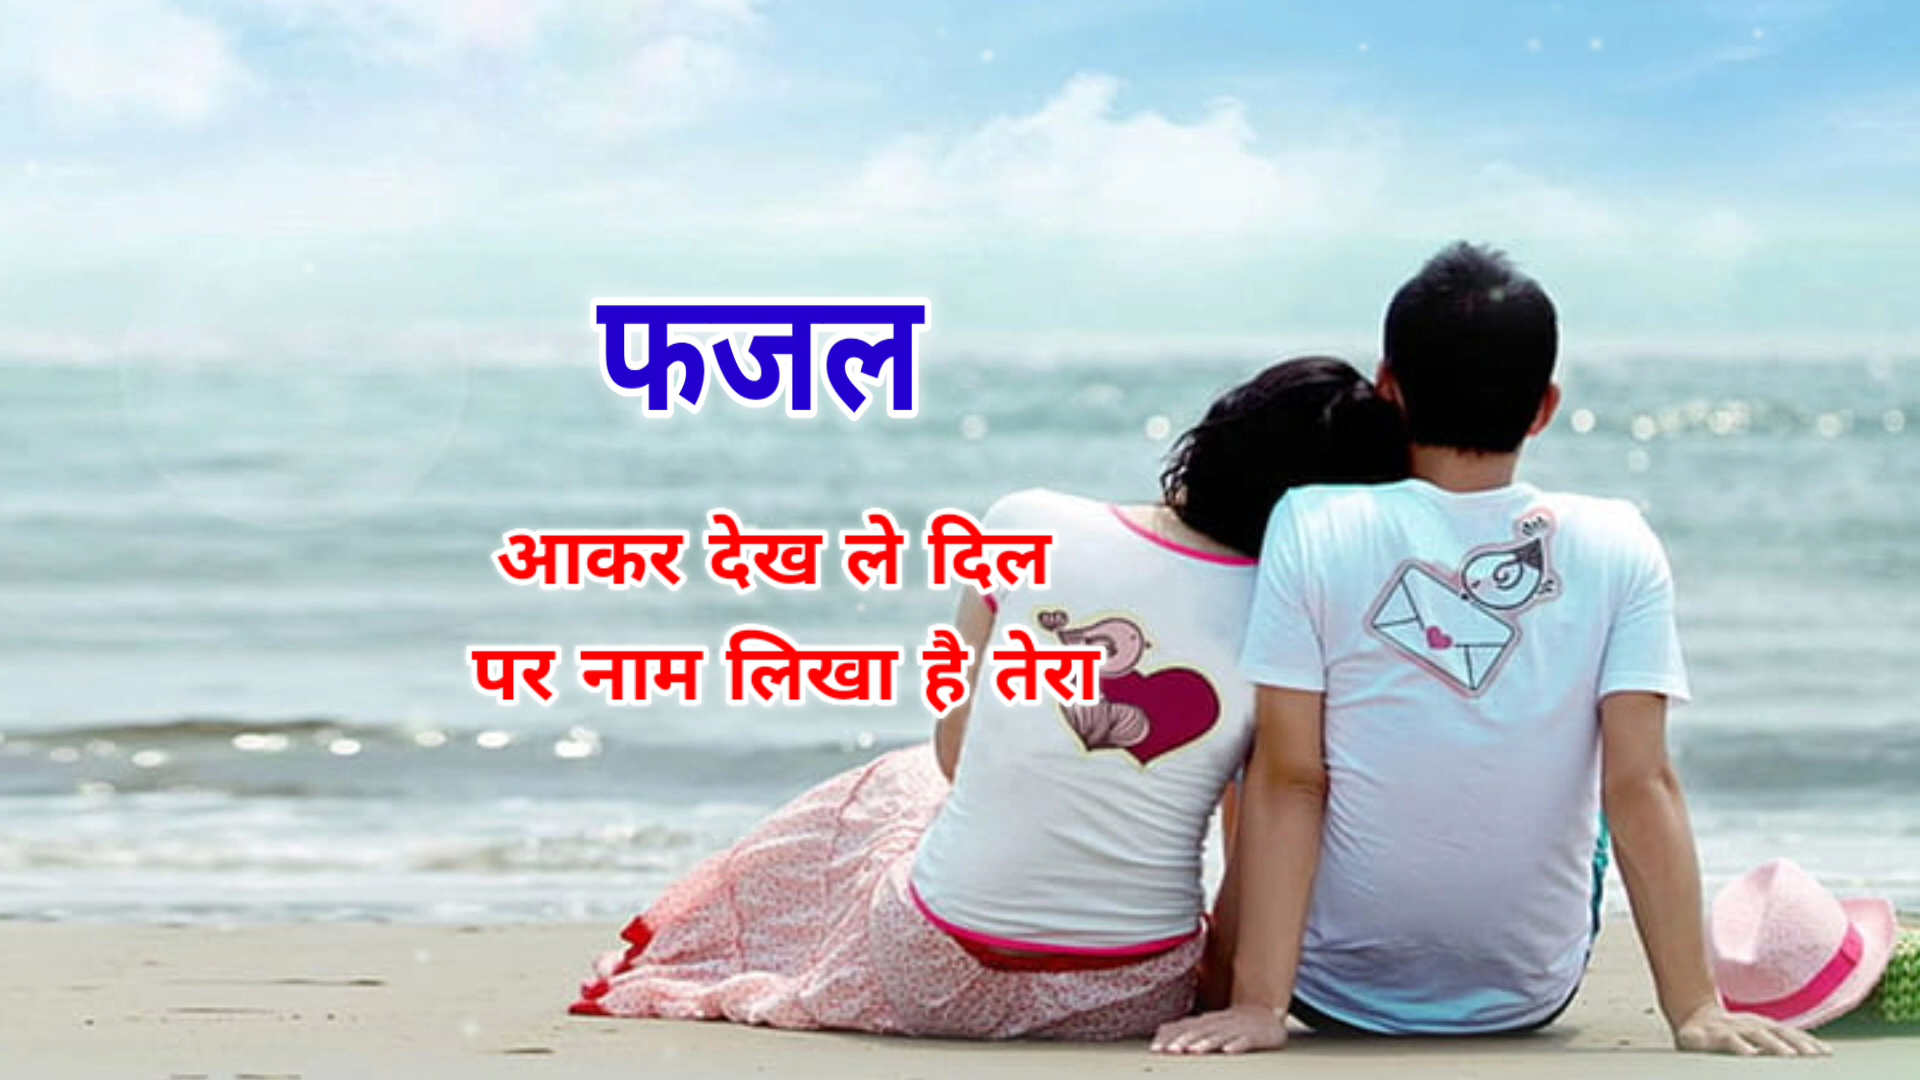 फजल
आकर देख ले दिल
पर नाम लिखा है तेरा